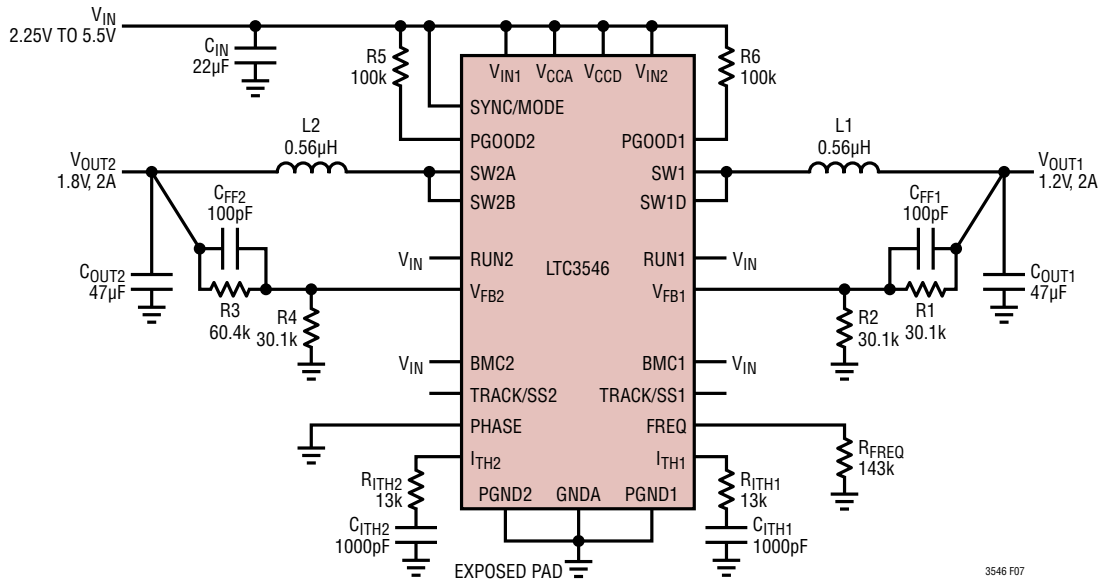 VIN
2.25V TO 5.5V
CIN
22µF
R5
100k
VIN1
VCCA
VCCD
VIN2
R6
100k
SYNC/MODE
PGOOD2
PGOOD1
L2
0.56µH
L1
0.56µH
VOUT2
1.8V, 2A
SW2A
SW1
VOUT1
1.2V, 2A
CFF2
100pF
SW2B
SW1D
CFF1
100pF
VIN
RUN2
LTC3546
RUN1
VIN
COUT2
47µF
VFB2
VFB1
COUT1
47µF
R3
60.4k
R4
30.1k
R2
30.1k
R1
30.1k
VIN
BMC2
BMC1
VIN
TRACK/SS2
TRACK/SS1
PHASE
FREQ
RFREQ
143k
ITH2
ITH1
RITH2
13k
PGND2
GNDA
PGND1
RITH1
13k
CITH2
1000pF
CITH1
1000pF
EXPOSED PAD
3546 F07